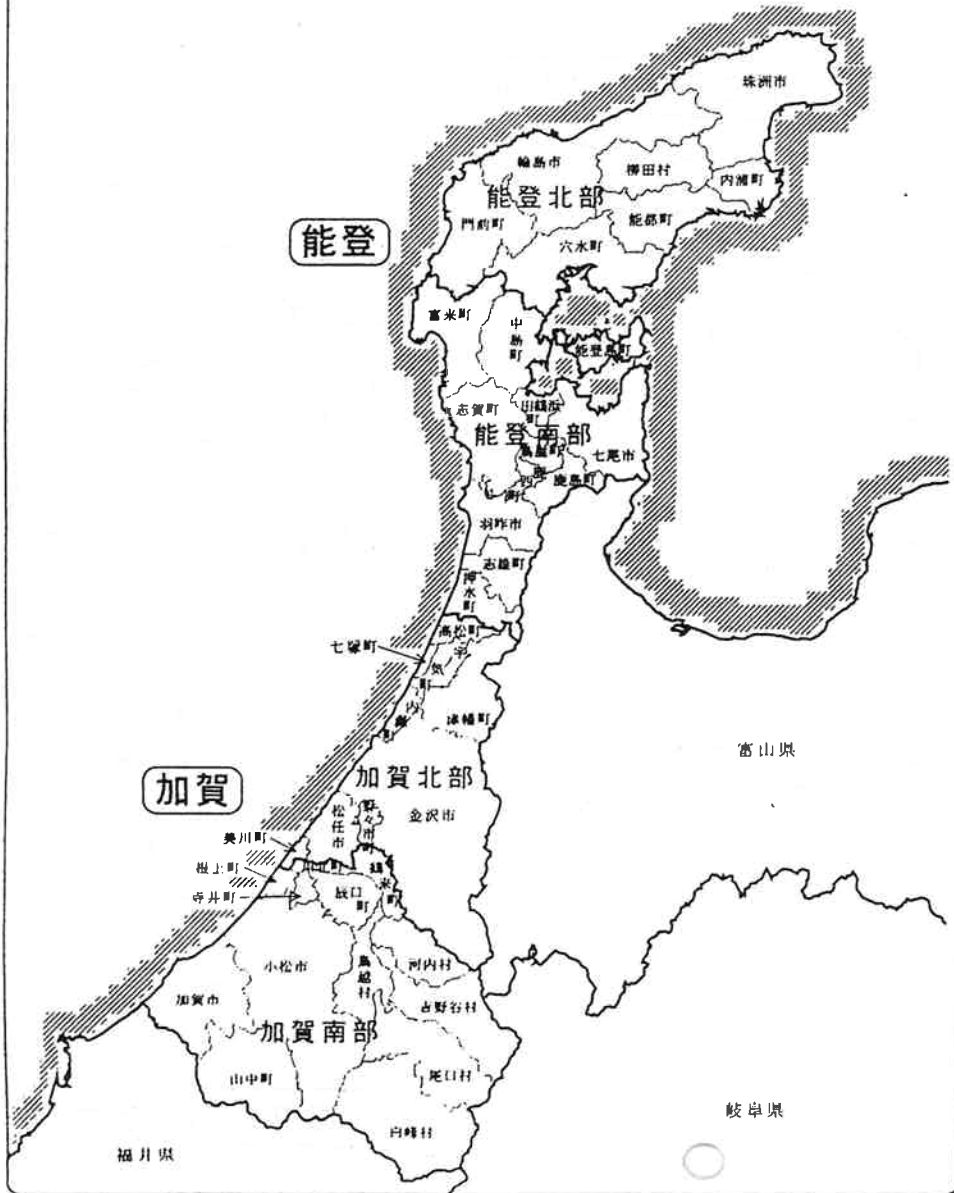 珠洲市
輪島市
柳田村
内浦町
能登北部
能都町
門前町
能登
穴水町
富来町
中島町
能登島町
志賀町
田鶴浜町
能登南部
鳥屋町
七尾市
鹿島町
鹿西町
羽咋市
志雄町
押水町
高松町
七塚町
宇ノ気町
内灘町
津幡町
富山県
加賀北部
加賀
松任市
野々市町
金沢市
美川町
根上町
鶴来町
寺井町
辰口町
小松市
鳥越村
河内村
加賀市
吉野谷村
加賀南部
山中町
尾口村
白峰村
岐阜県
福井県